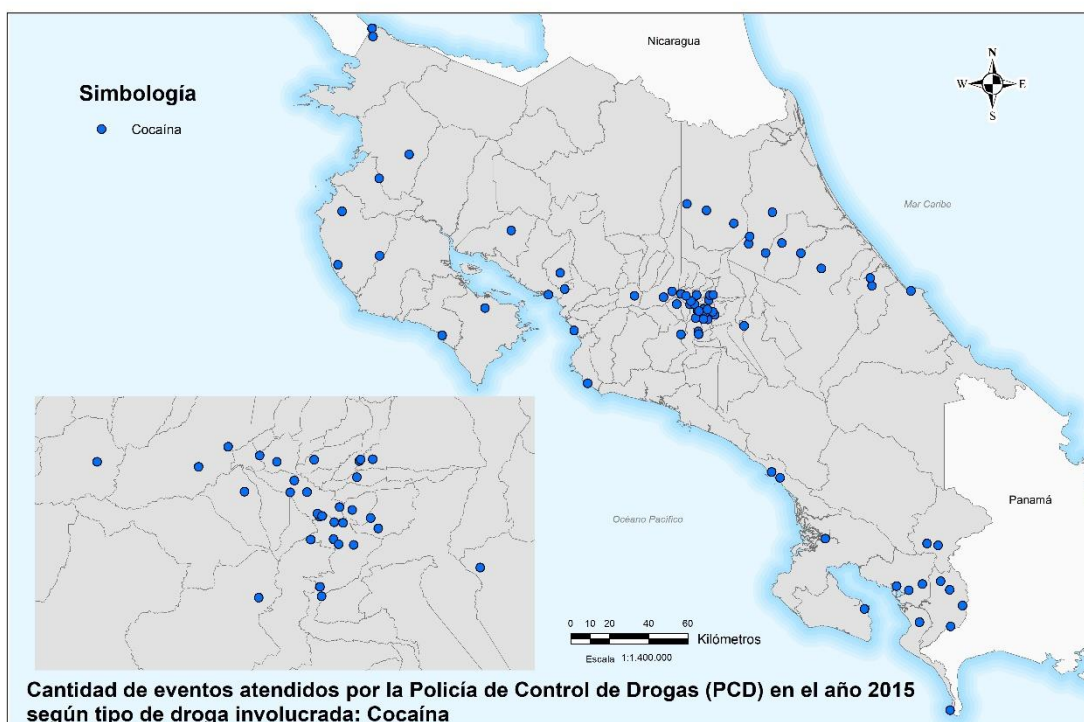 Nicaragua
Simbología
Cocaína
N
W E
S
Mar Caribe
Panamá
Océano Pacífico
0 10 20 40 60
Kilómetros
Escala 1:1.400.000
Cantidad de eventos atendidos por la Policía de Control de Drogas (PCD) en el año 2015
según tipo de droga involucrada: Cocaína